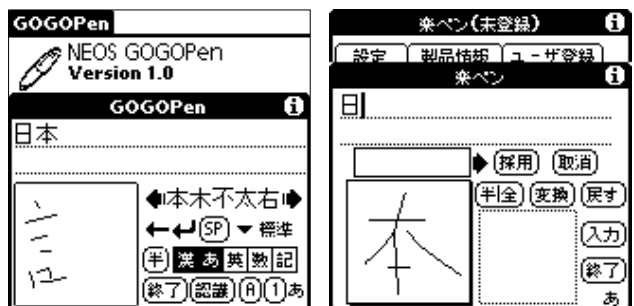 GOGOPen
NEOS GOGOPen
Version 1.0
GOGOPen
日本
本木不太右
SP 標準
半 漢 あ 英 数 記
終了 認識 A 1 あ
楽ペン(未登録)
設定 製品情報 ユーザ登録
楽ペン
日
採用 取消
本
半|全 変換 戻す
入力
終了
あ